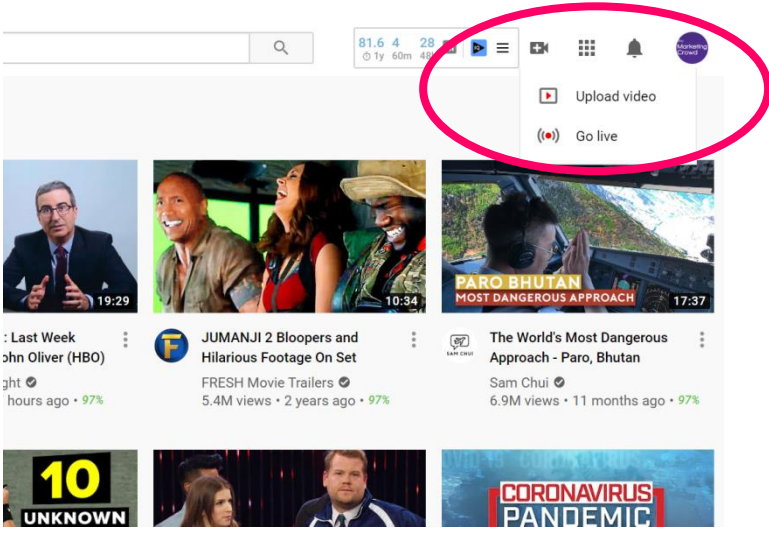 81.6 4 28
1y 60m 48
Marketing
Crowd
Upload video
Go live
19:29
10:34
PARO BHUTAN
MOST DANGEROUS APPROACH
17:37
: Last Week
ohn Oliver (HBO)
ght
hours ago • 97%
JUMANJI 2 Bloopers and
Hilarious Footage On Set
FRESH Movie Trailers
5.4M views • 2 years ago • 97%
SAM CHUI
The World's Most Dangerous
Approach - Paro, Bhutan
Sam Chui
6.9M views • 11 months ago • 97%
10
UNKNOWN
CORONAVIRUS
PANDEMIC